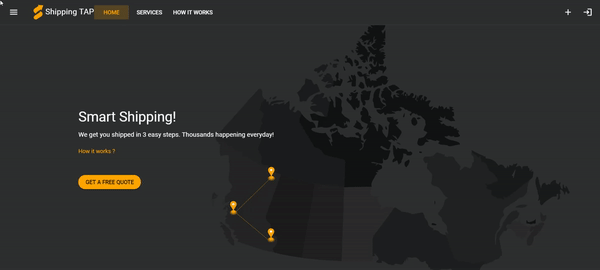 Shipping TAP HOME SERVICES HOW IT WORKS
Smart Shipping!
We get you shipped in 3 easy steps. Thousands happening everyday!
How it works ?
GET A FREE QUOTE